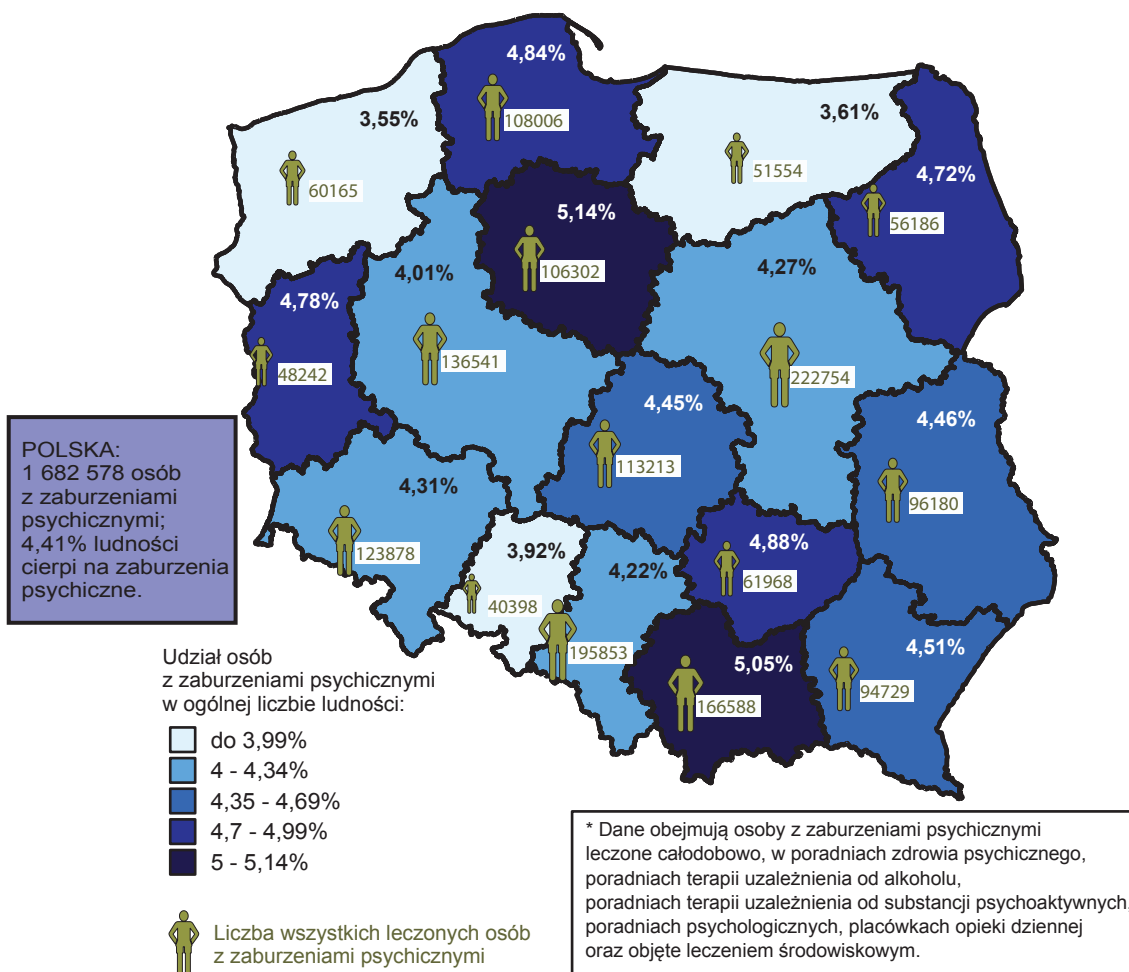 4,84%
108006
3,55%
60165
3,61%
51554
4,72%
56186
5,14%
106302
4,01%
136541
4,27%
222754
4,78%
48242
4,45%
113213
4,46%
96180
POLSKA:
1 682 578 osób
z zaburzeniami
psychicznymi;
4,41% ludności
cierpi na zaburzenia
psychiczne.
4,31%
123878
3,92%
40398
4,22%
195853
4,88%
61968
5,05%
166588
4,51%
94729
Udział osób
z zaburzeniami psychicznymi
w ogólnej liczbie ludności:
do 3,99%
4 - 4,34%
4,35 - 4,69%
4,7 - 4,99%
5 - 5,14%
Liczba wszystkich leczonych osób
z zaburzeniami psychicznymi
* Dane obejmują osoby z zaburzeniami psychicznymi
leczone całodobowo, w poradniach zdrowia psychicznego,
poradniach terapii uzależnienia od alkoholu,
poradniach terapii uzależnienia od substancji psychoaktywnych,
poradniach psychologicznych, placówkach opieki dziennej
oraz objęte leczeniem środowiskowym.